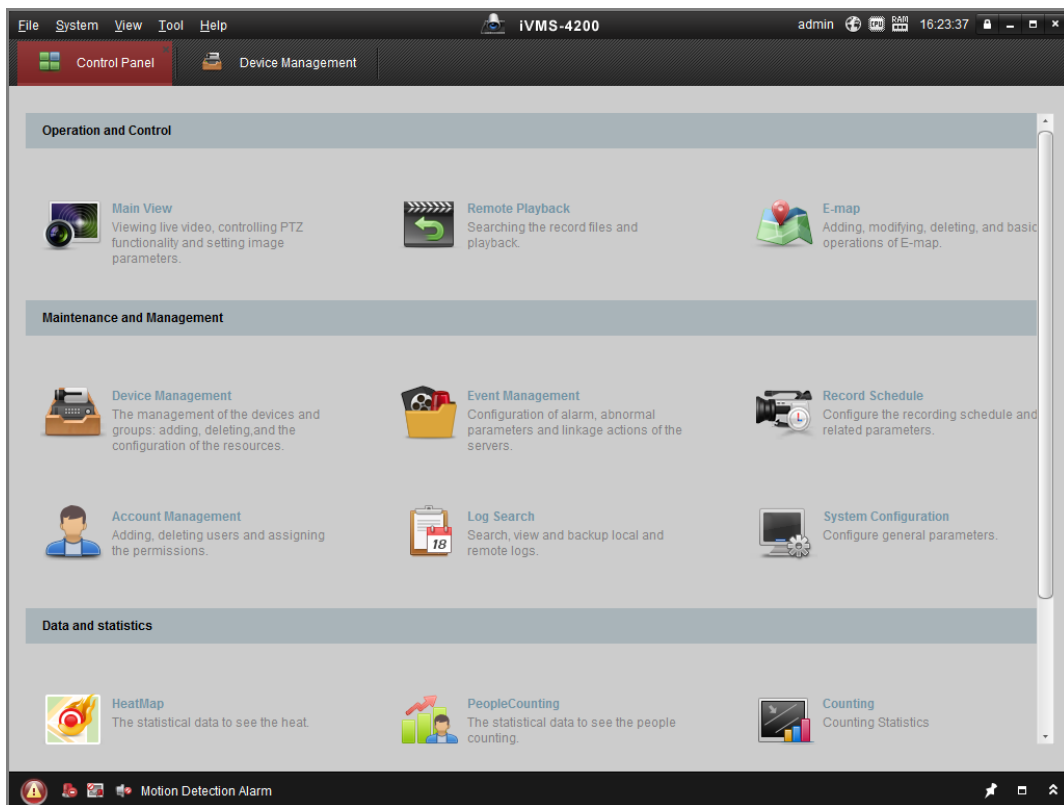 File System View Tool Help iVMS-4200 admin CPU RAM 16:23:37
Control Panel Device Management
Operation and Control
Main View
Viewing live video, controlling PTZ
functionality and setting image
parameters.
Remote Playback
Searching the record files and
playback.
E-map
Adding, modifying, deleting, and basic
operations of E-map.
Maintenance and Management
Device Management
The management of the devices and
groups: adding, deleting,and the
configuration of the resources.
Event Management
Configuration of alarm, abnormal
parameters and linkage actions of the
servers.
Record Schedule
Configure the recording schedule and
related parameters.
Account Management
Adding, deleting users and assigning
the permissions.
18
Log Search
Search, view and backup local and
remote logs.
System Configuration
Configure general parameters.
Data and statistics
HeatMap
The statistical data to see the heat.
PeopleCounting
The statistical data to see the people
counting.
Counting
Counting Statistics
Motion Detection Alarm